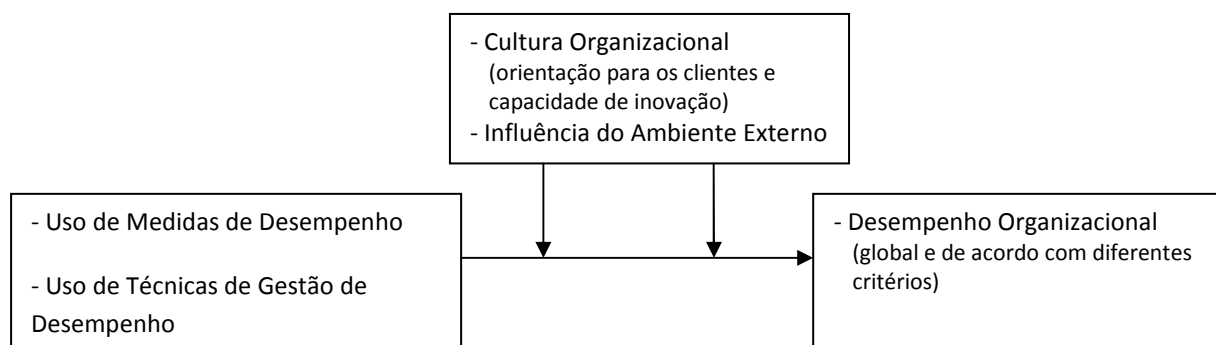 - Cultura Organizacional
(orientação para os clientes e
capacidade de inovação)
- Influência do Ambiente Externo
- Uso de Medidas de Desempenho
- Uso de Técnicas de Gestão de
Desempenho
- Desempenho Organizacional
(global e de acordo com diferentes
critérios)